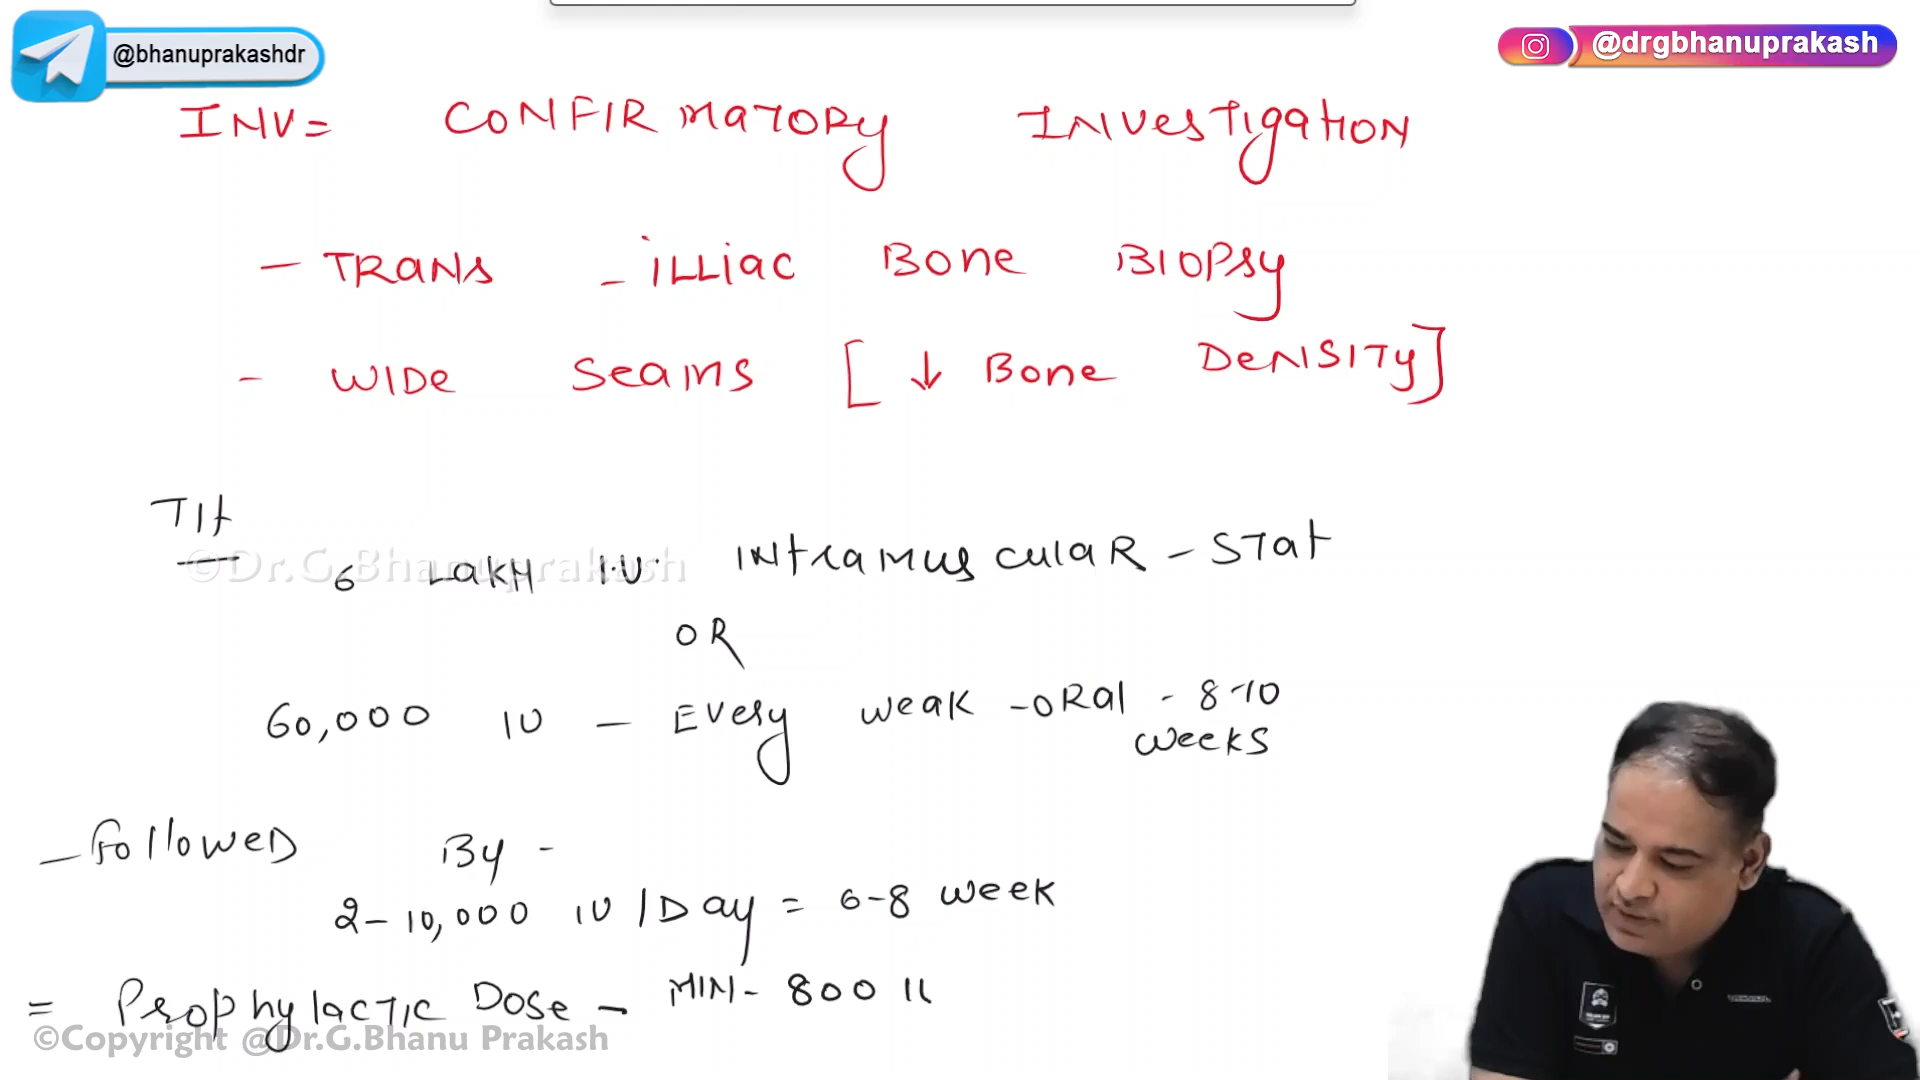 @bhanuprakashdr
@drgbhanuprakash
INV= CONFIRMATORY INVESTIGATION
- TRANS - ILLIAC BONE BIOPSY
- WIDE SEAMS [↓ BONE DENSITY]
T/t
©Dr.G.Bhanuprakash
6 LAKH I.U. INTRAMUSCULAR - STAT
OR
60,000 IU - EVERY WEAK - ORAl - 8-10
WEEKS
- FOllOWED By -
2-10,000 IU / DAY = 6-8 WEEK
= PROPHYLACTIC DOSE - MIN- 800 IU
©Copyright @Dr.G.Bhanu Prakash